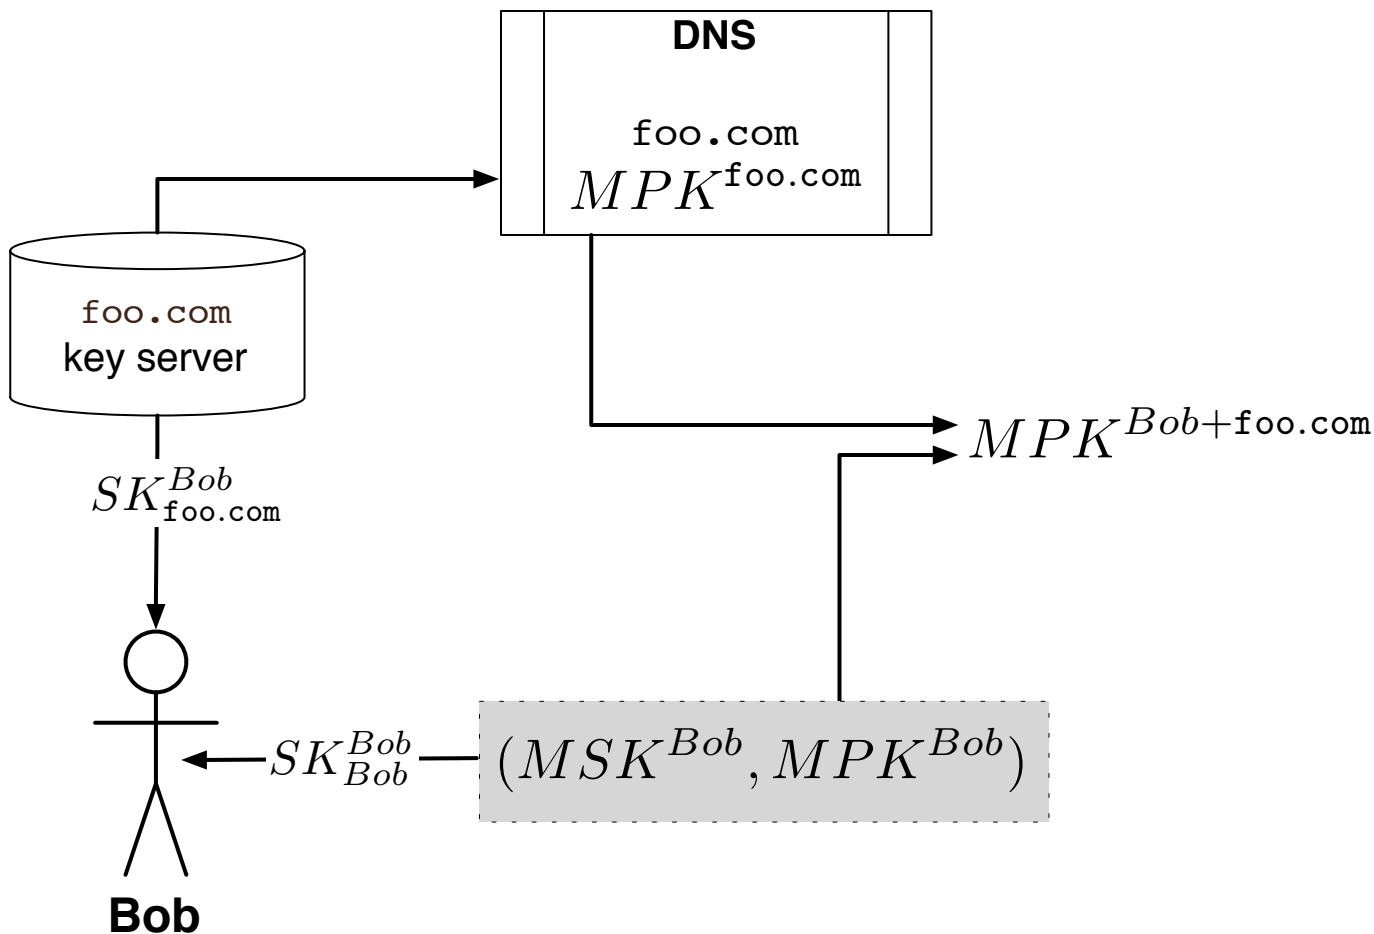 DNS
foo.com
MPK^foo.com
foo.com
key server
MPK^Bob+foo.com
SK^Bob_foo.com
SK^Bob_Bob
(MSK^Bob, MPK^Bob)
Bob